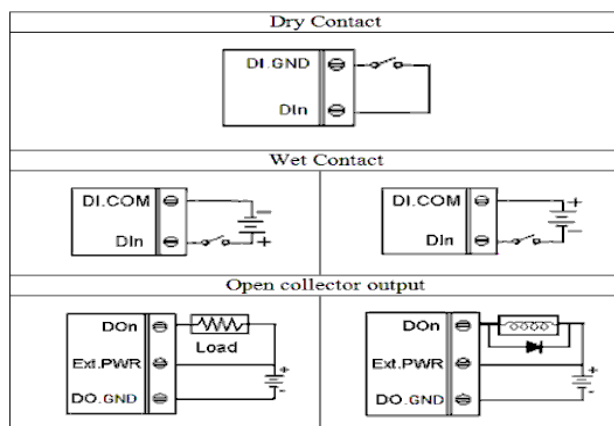 Dry Contact
DI.GND
DIn
Wet Contact
DI.COM
DIn
DI.COM
DIn
Open collector output
DOn
Load
Ext.PWR
DO.GND
DOn
Ext.PWR
DO.GND